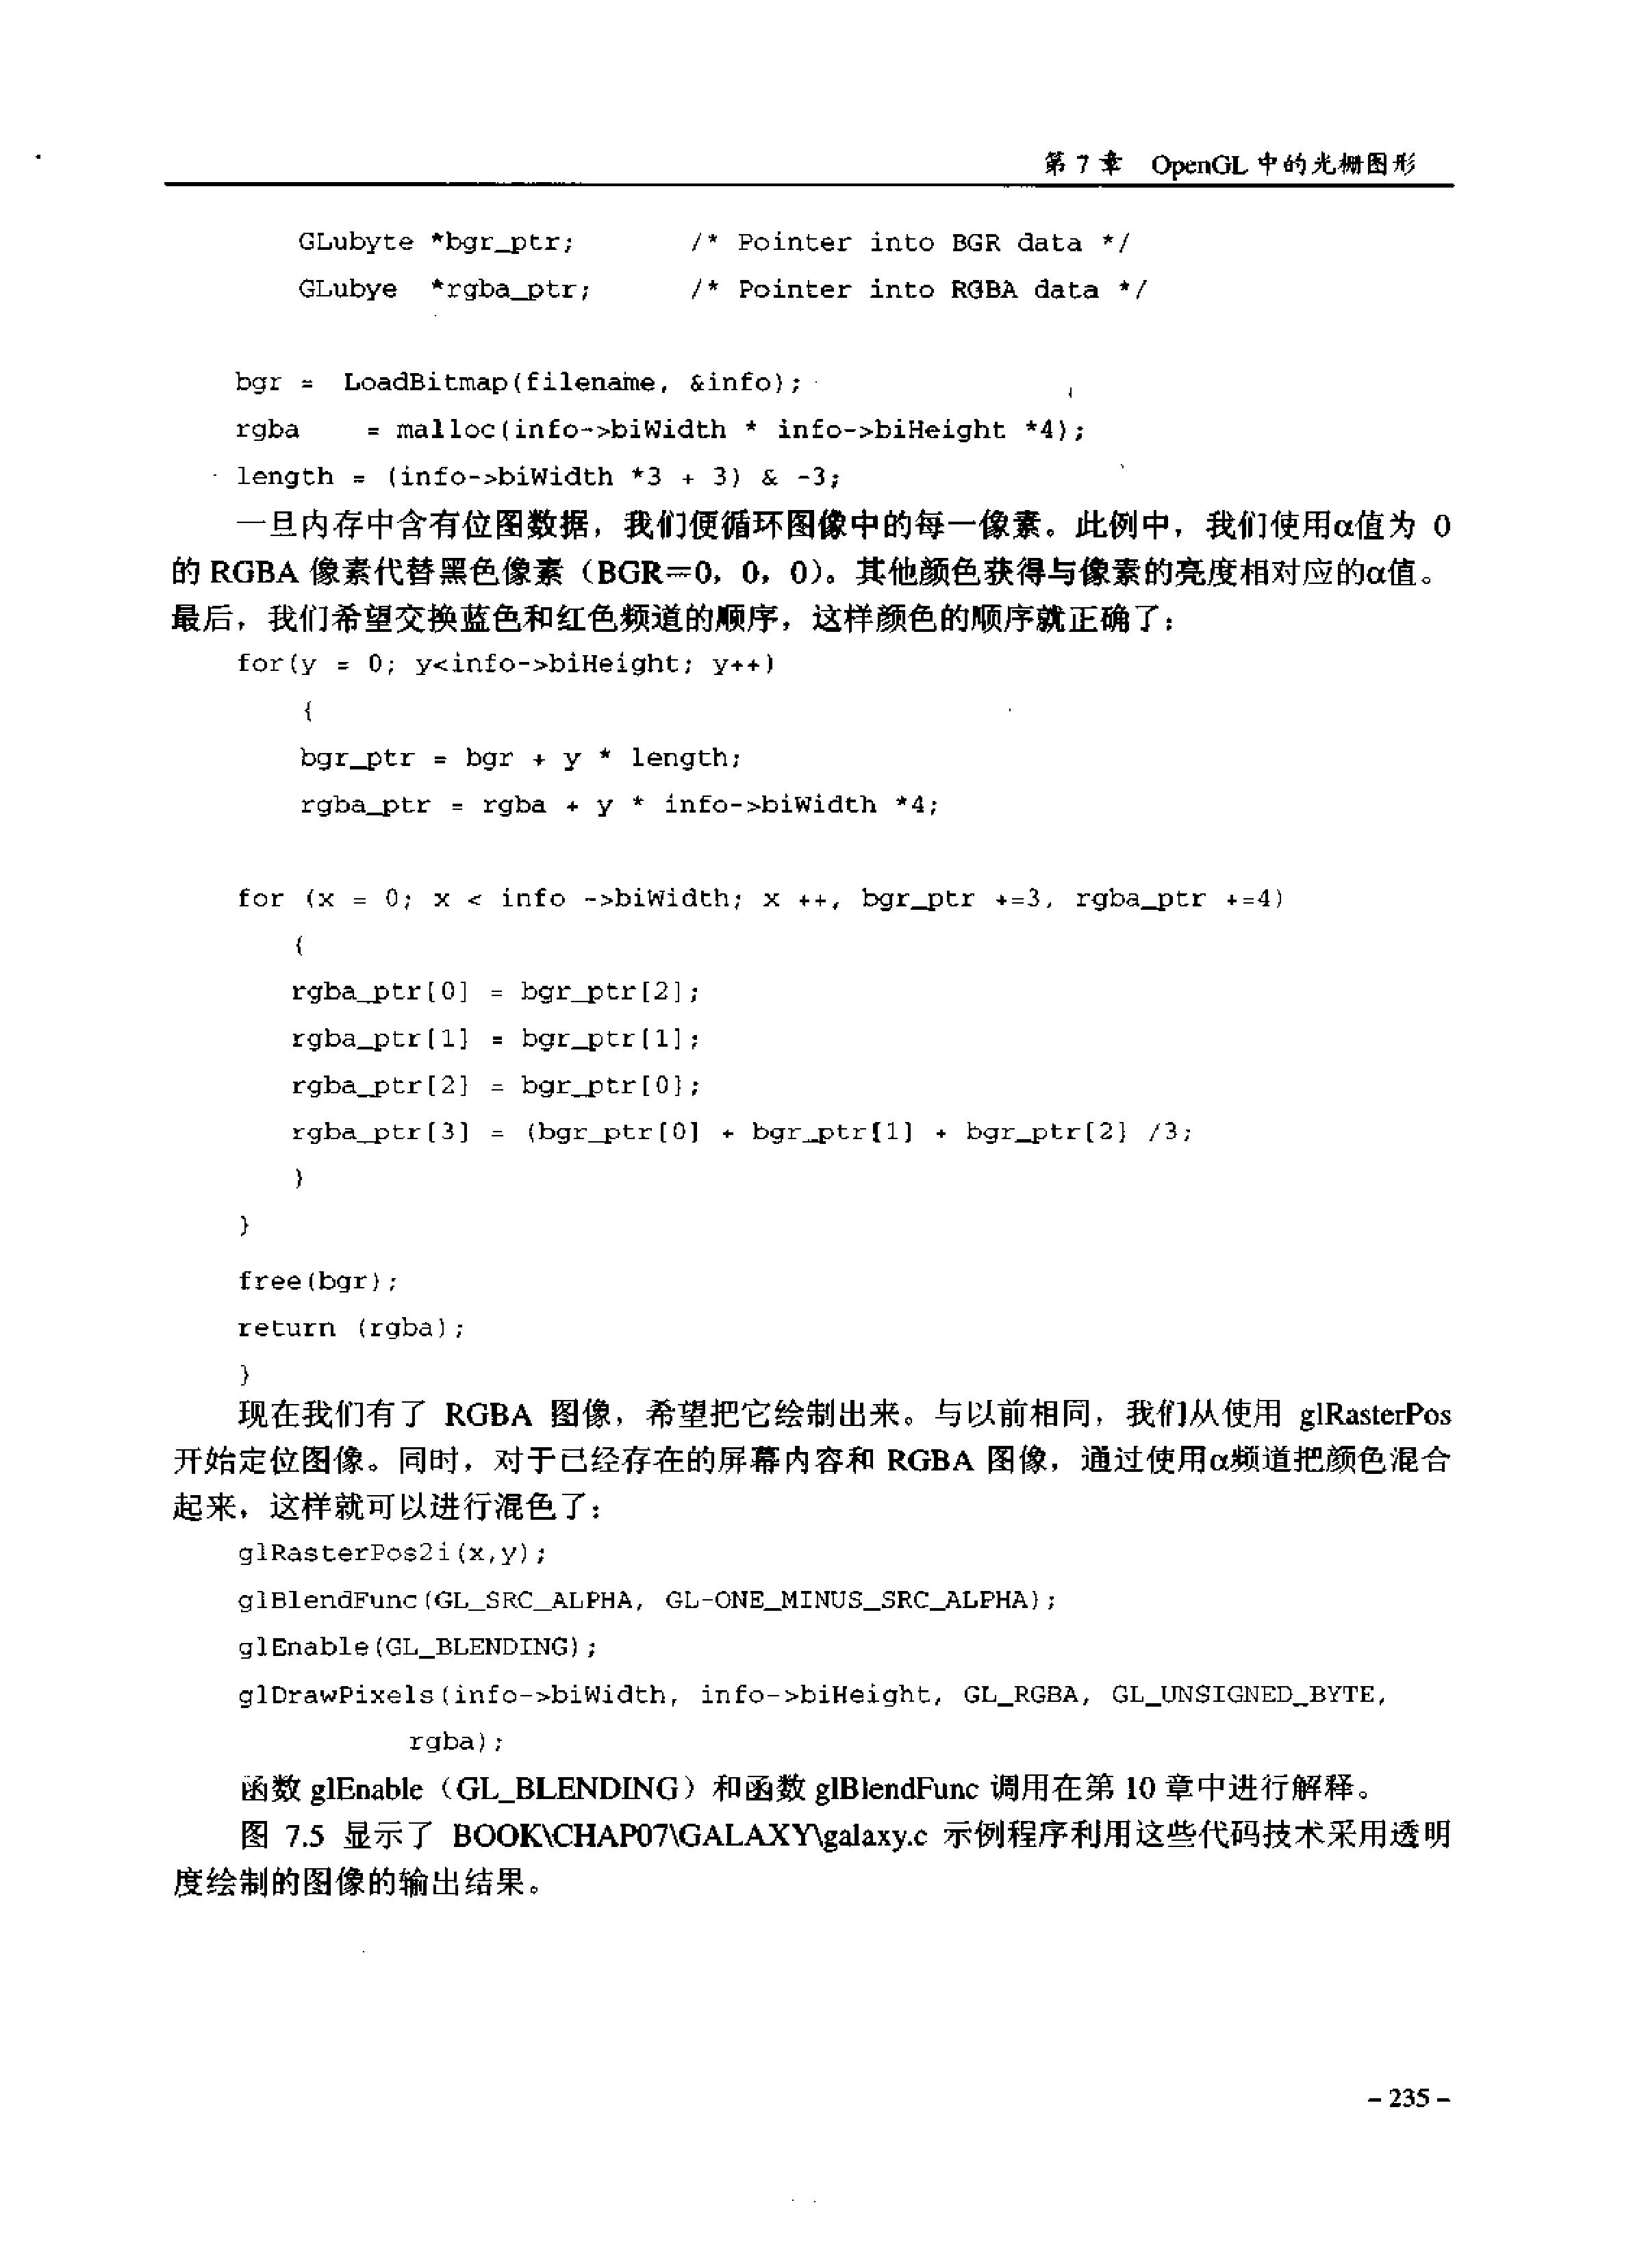 第 7 章 OpenGL 中的光栅图形
GLubyte *bgr_ptr; /* Pointer into BGR data */
GLubye *rgba_ptr; /* Pointer into RGBA data */
bgr = LoadBitmap(filename, &info);
rgba = malloc(info->biWidth * info->biHeight *4);
length = (info->biWidth *3 + 3) & -3;
一旦内存中含有位图数据，我们便循环图像中的每一像素。此例中，我们使用α值为 0
的 RGBA 像素代替黑色像素（BGR＝0，0，0）。其他颜色获得与像素的亮度相对应的α值。
最后，我们希望交换蓝色和红色频道的顺序，这样颜色的顺序就正确了：
for(y = 0; y<info->biHeight; y++)
{
bgr_ptr = bgr + y * length;
rgba_ptr = rgba + y * info->biWidth *4;
for (x = 0; x < info ->biWidth; x ++, bgr_ptr +=3, rgba_ptr +=4)
{
rgba_ptr[0] = bgr_ptr[2];
rgba_ptr[1] = bgr_ptr[1];
rgba_ptr[2] = bgr_ptr[0];
rgba_ptr[3] = (bgr_ptr[0] + bgr_ptr[1] + bgr_ptr[2] /3;
}
}
free(bgr);
return (rgba);
}
现在我们有了 RGBA 图像，希望把它绘制出来。与以前相同，我们从使用 glRasterPos
开始定位图像。同时，对于已经存在的屏幕内容和 RGBA 图像，通过使用α频道把颜色混合
起来，这样就可以进行混色了：
glRasterPos2i(x,y);
glBlendFunc(GL_SRC_ALPHA, GL-ONE_MINUS_SRC_ALPHA);
glEnable(GL_BLENDING);
glDrawPixels(info->biWidth, info->biHeight, GL_RGBA, GL_UNSIGNED_BYTE,
rgba);
函数 glEnable（GL_BLENDING）和函数 glBlendFunc 调用在第 10 章中进行解释。
图 7.5 显示了 BOOK\CHAP07\GALAXY\galaxy.c 示例程序利用这些代码技术采用透明
度绘制的图像的输出结果。
– 235 –